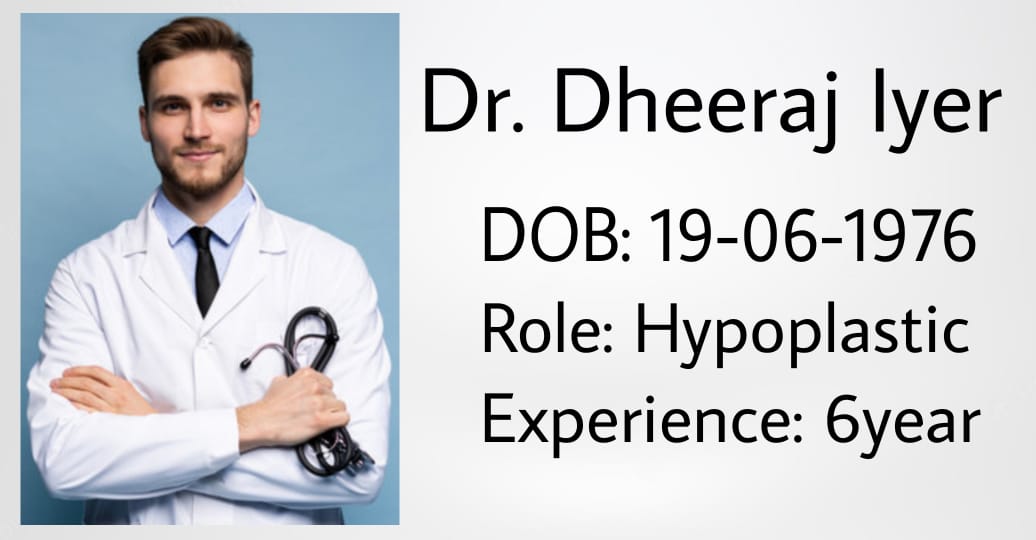 Dr. Dheeraj Iyer
DOB: 19-06-1976
Role: Hypoplastic
Experience: 6year